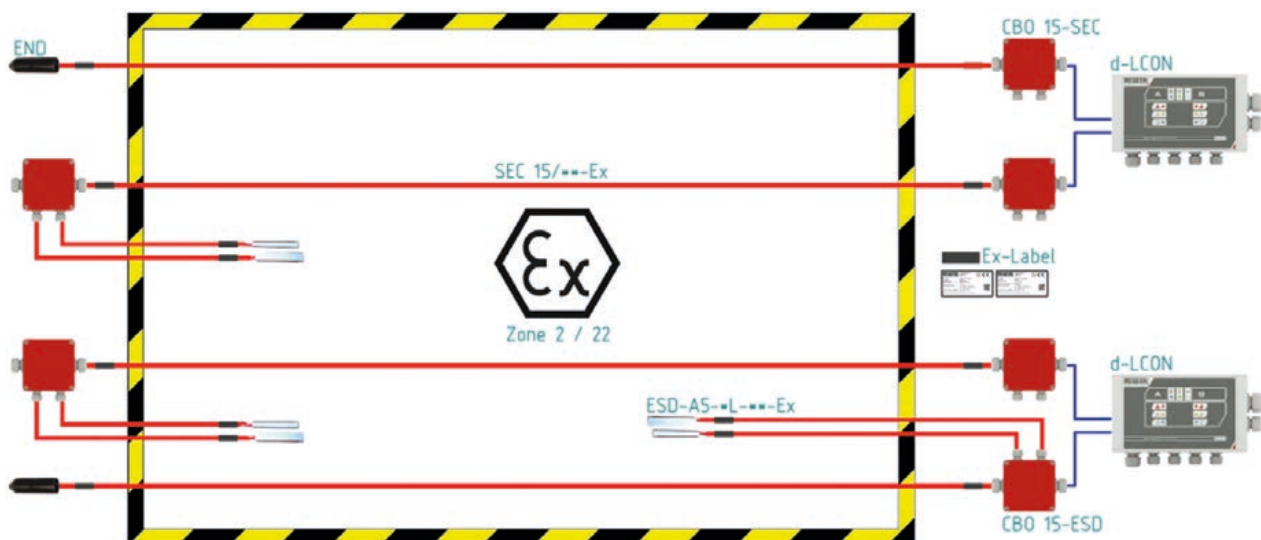 END
CBO 15-SEC
d-LCON
A B
SEC 15/**-Ex
Ex-Label
Ex
Zone 2 / 22
d-LCON
A B
ESD-A5-*L-**-Ex
CBO 15-ESD